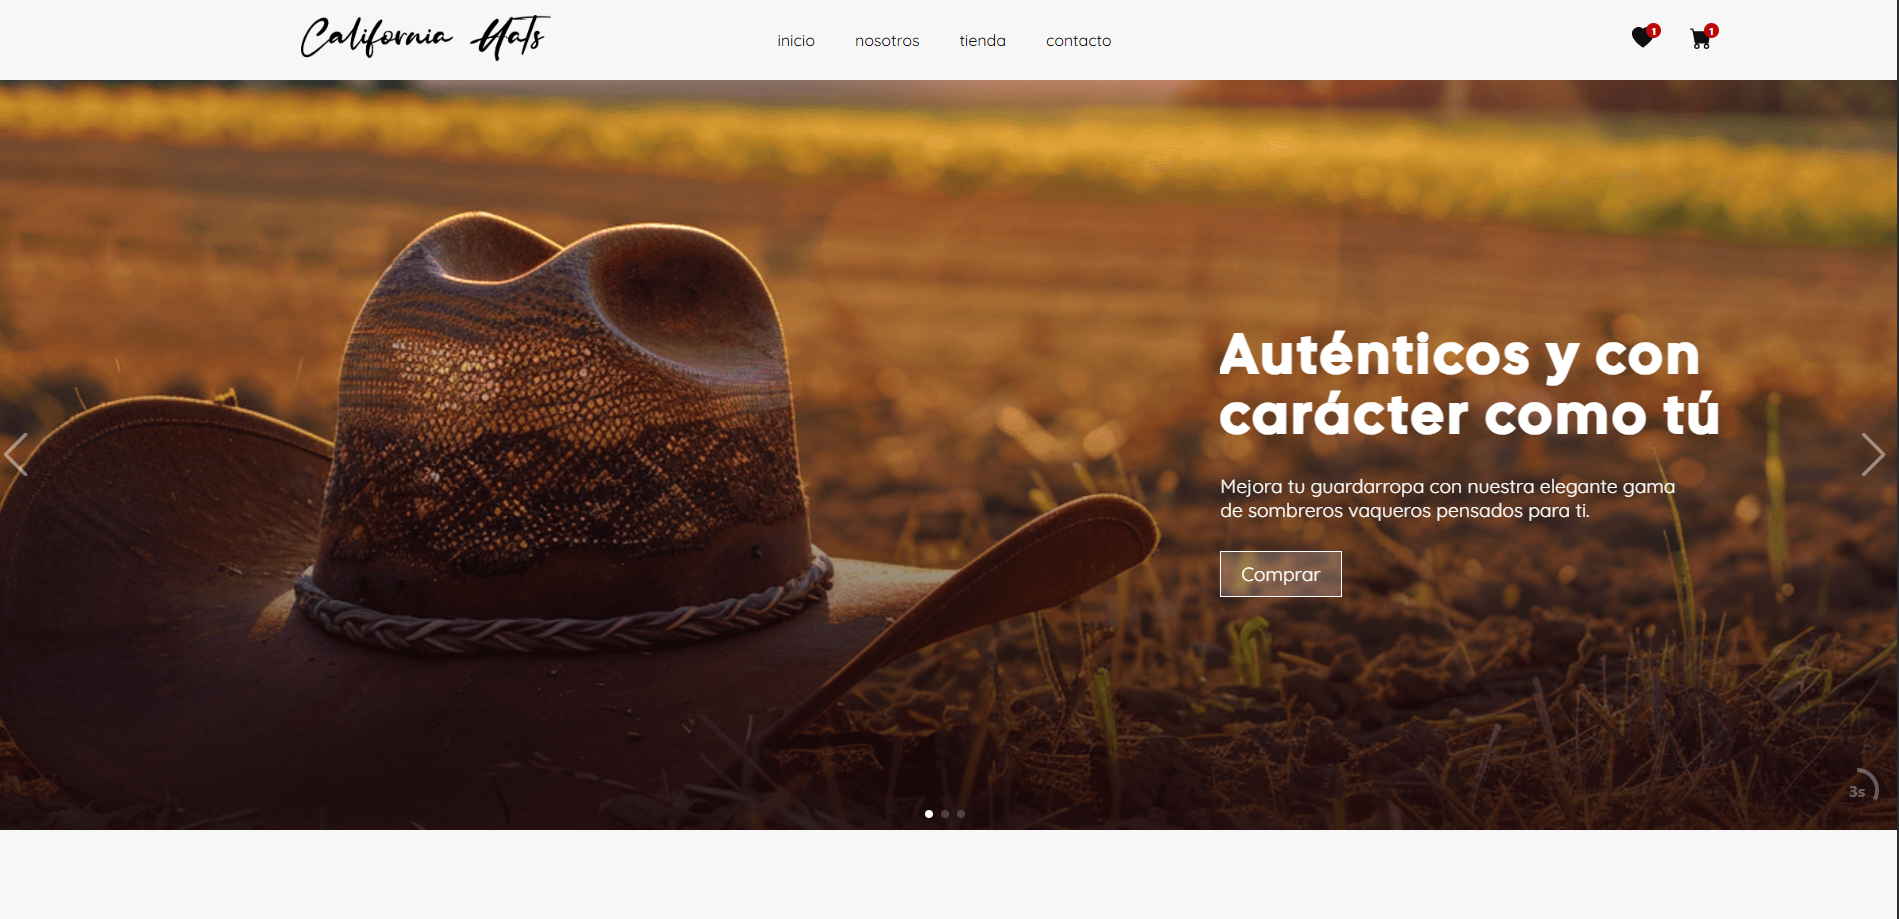 California Hats
inicio nosotros tienda contacto
1 1
Auténticos y con
carácter como tú
Mejora tu guardarropa con nuestra elegante gama
de sombreros vaqueros pensados para ti.
Comprar
3s